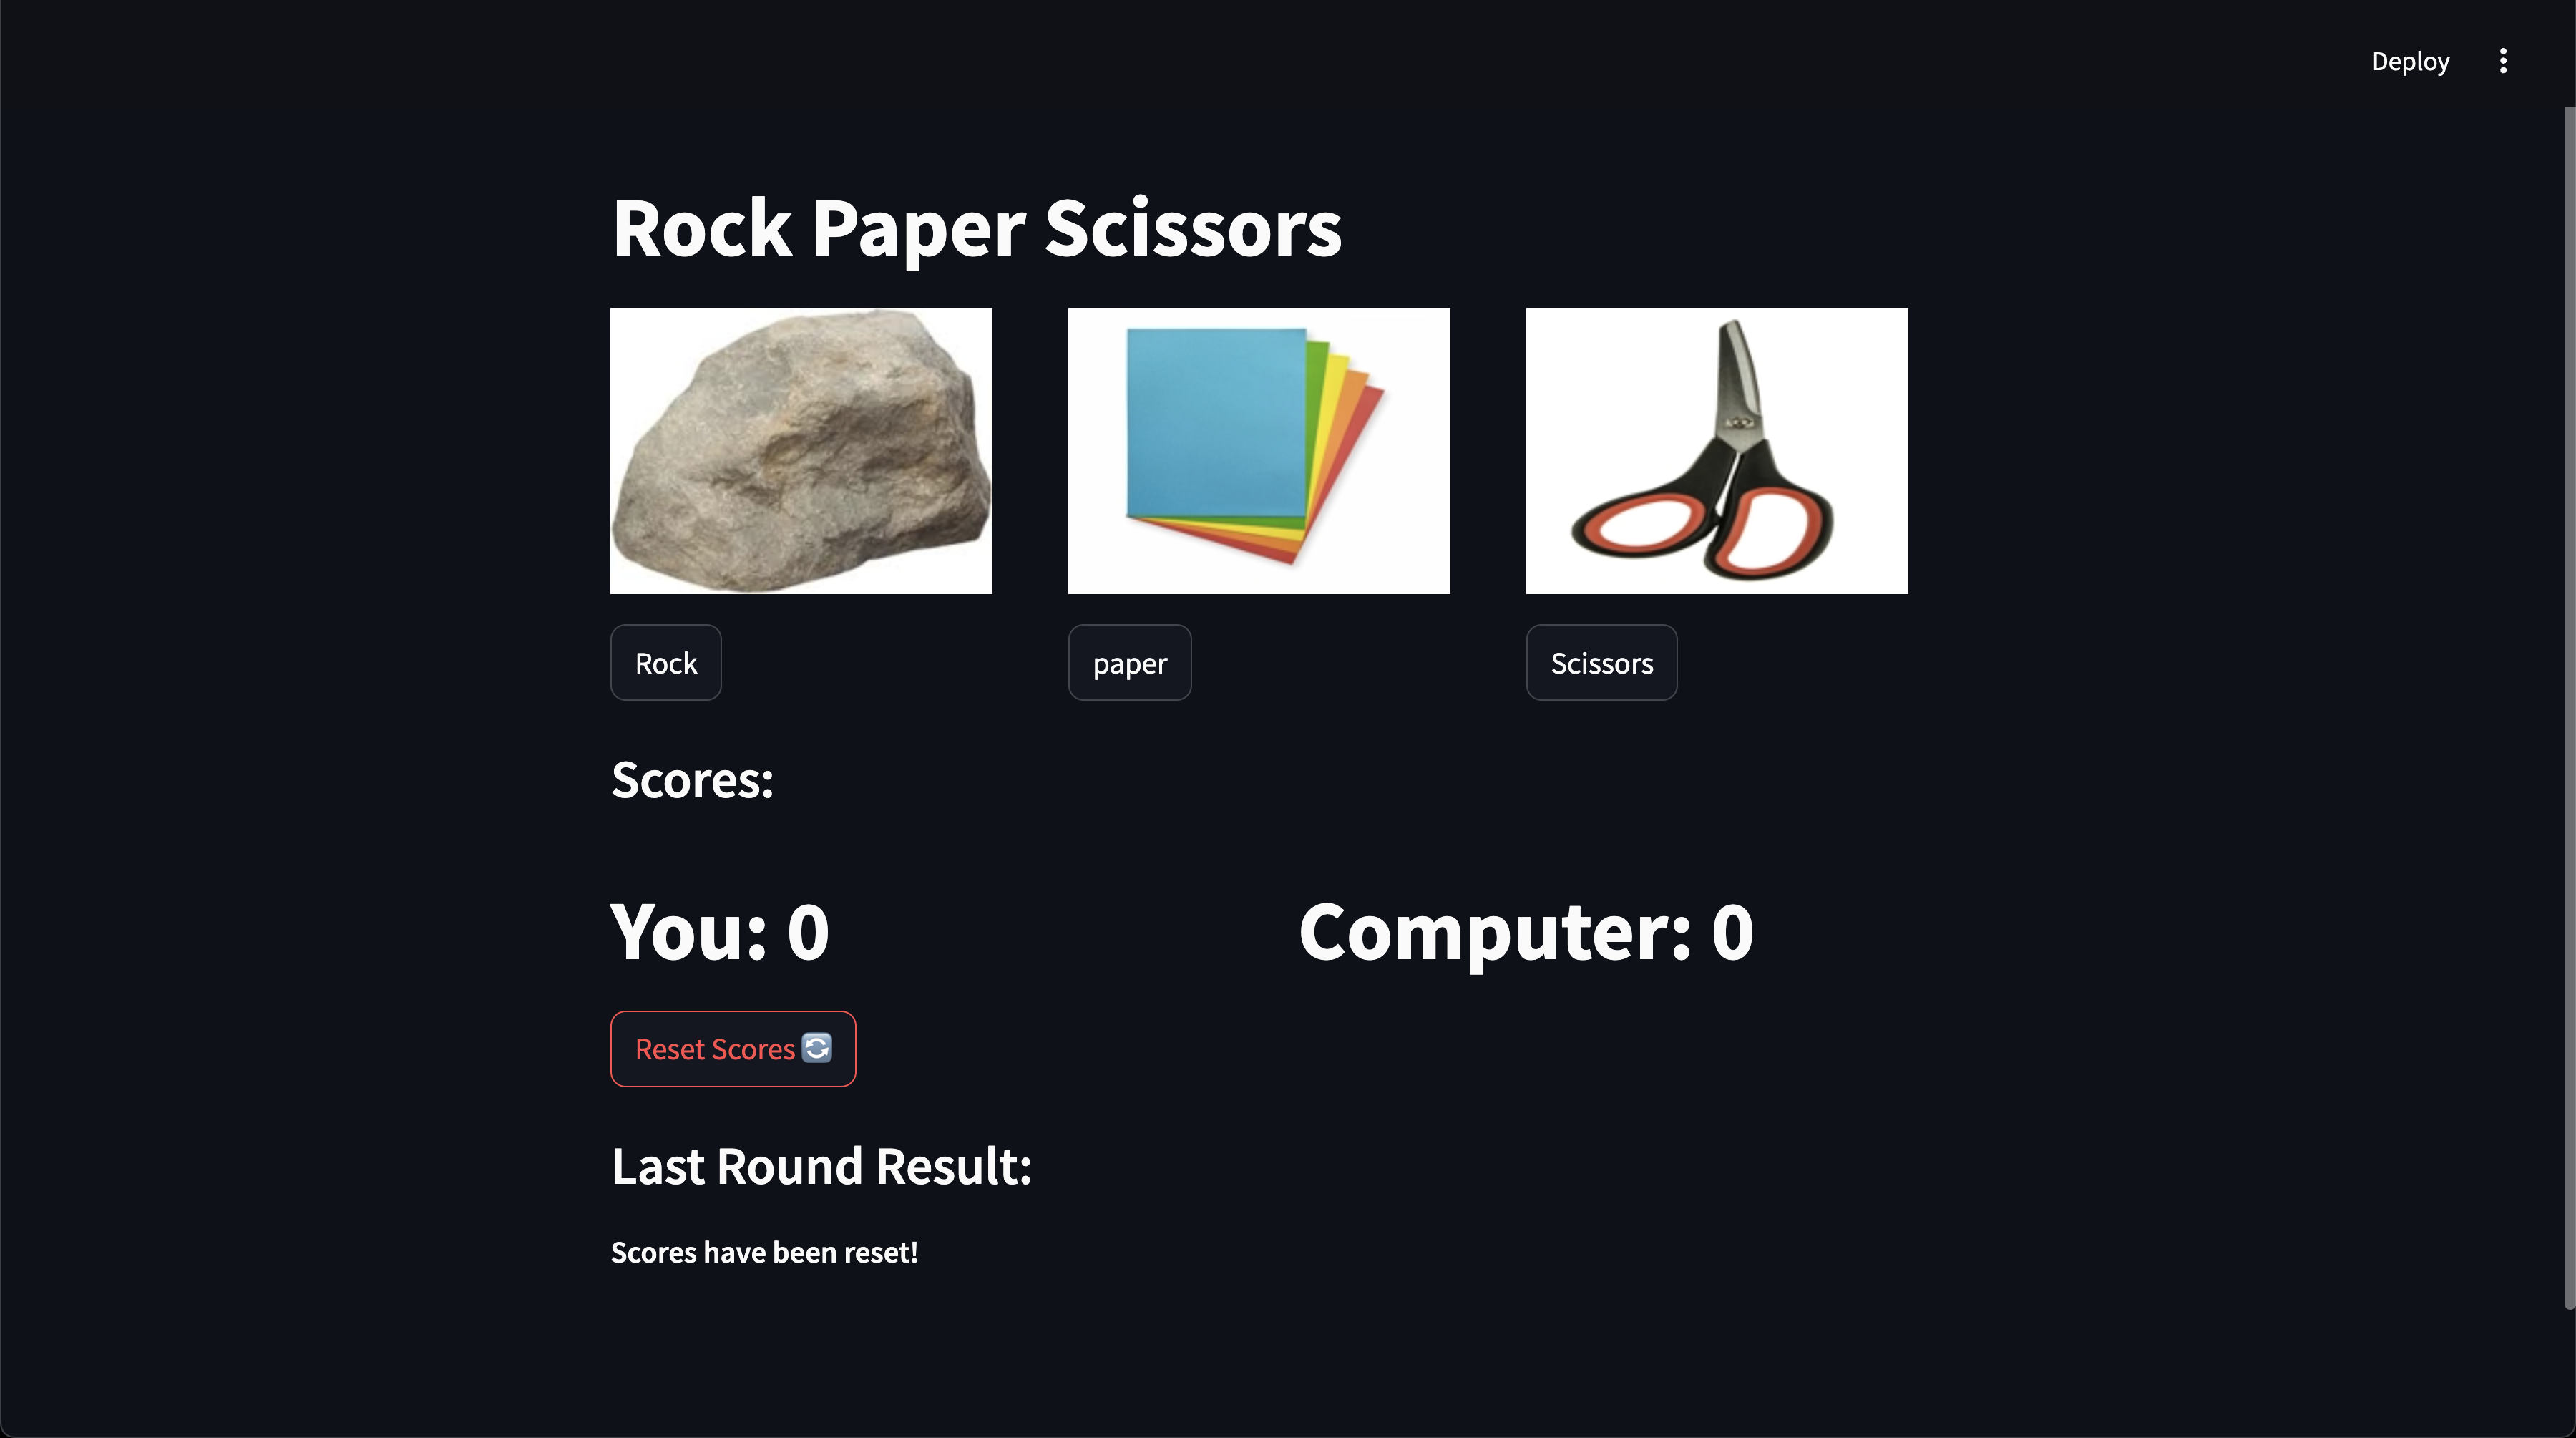 Deploy
Rock Paper Scissors
Rock
paper
Scissors
Scores:
You: 0
Computer: 0
Reset Scores 🔄
Last Round Result:
Scores have been reset!